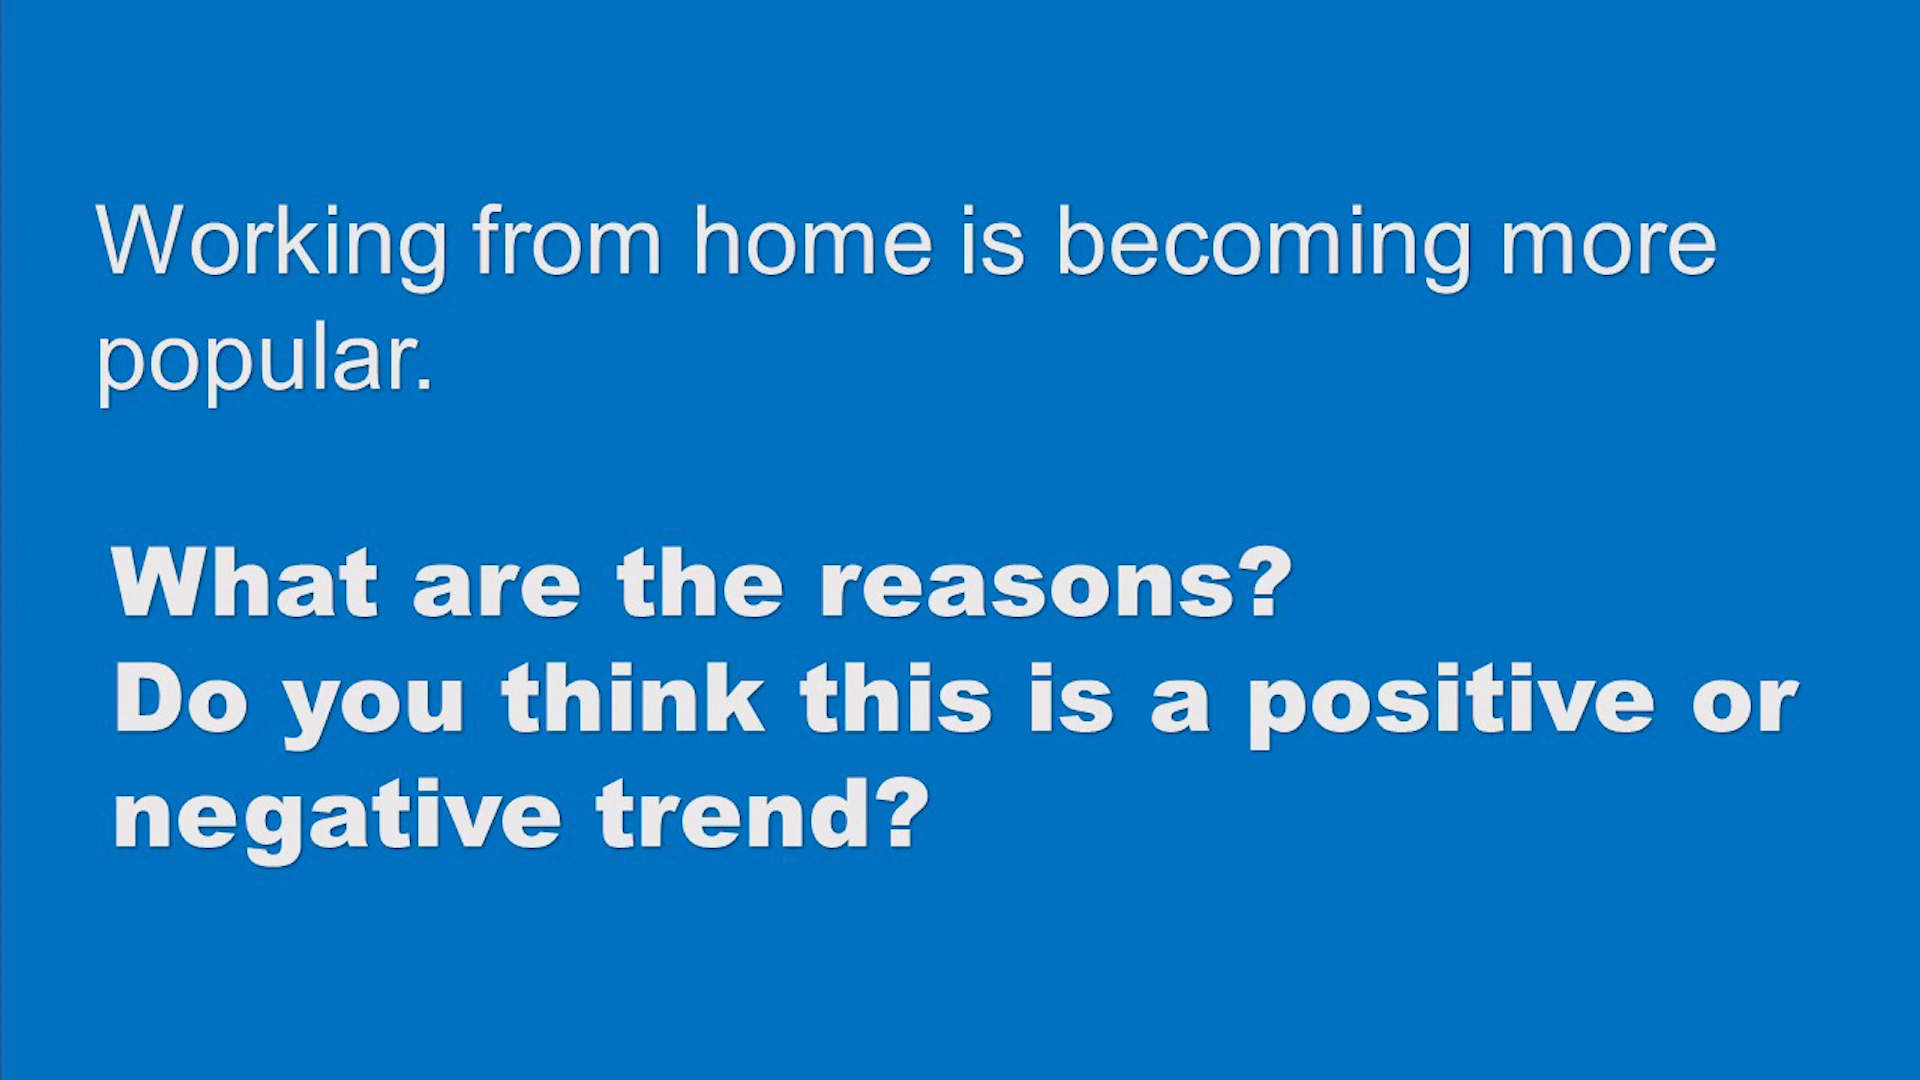 Working from home is becoming more
popular.
What are the reasons?
Do you think this is a positive or
negative trend?